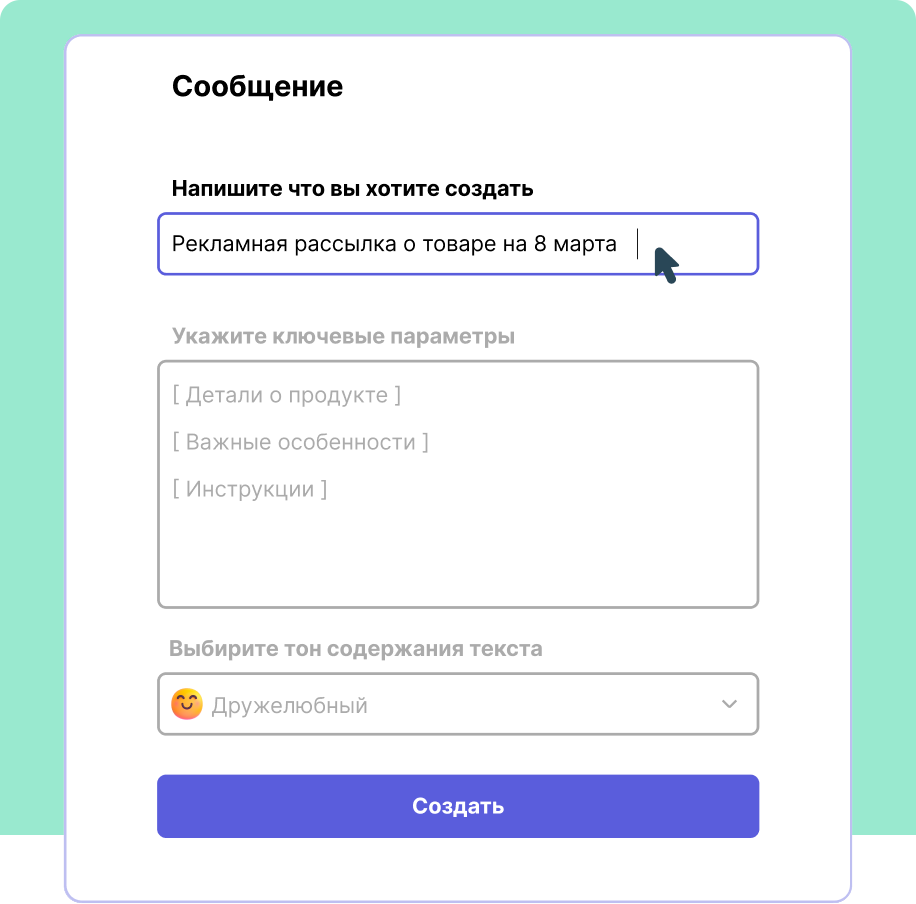 Сообщение
Напишите что вы хотите создать
Рекламная рассылка о товаре на 8 марта
Укажите ключевые параметры
[ Детали о продукте ]
[ Важные особенности ]
[ Инструкции ]
Выбирите тон содержания текста
Дружелюбный
Создать